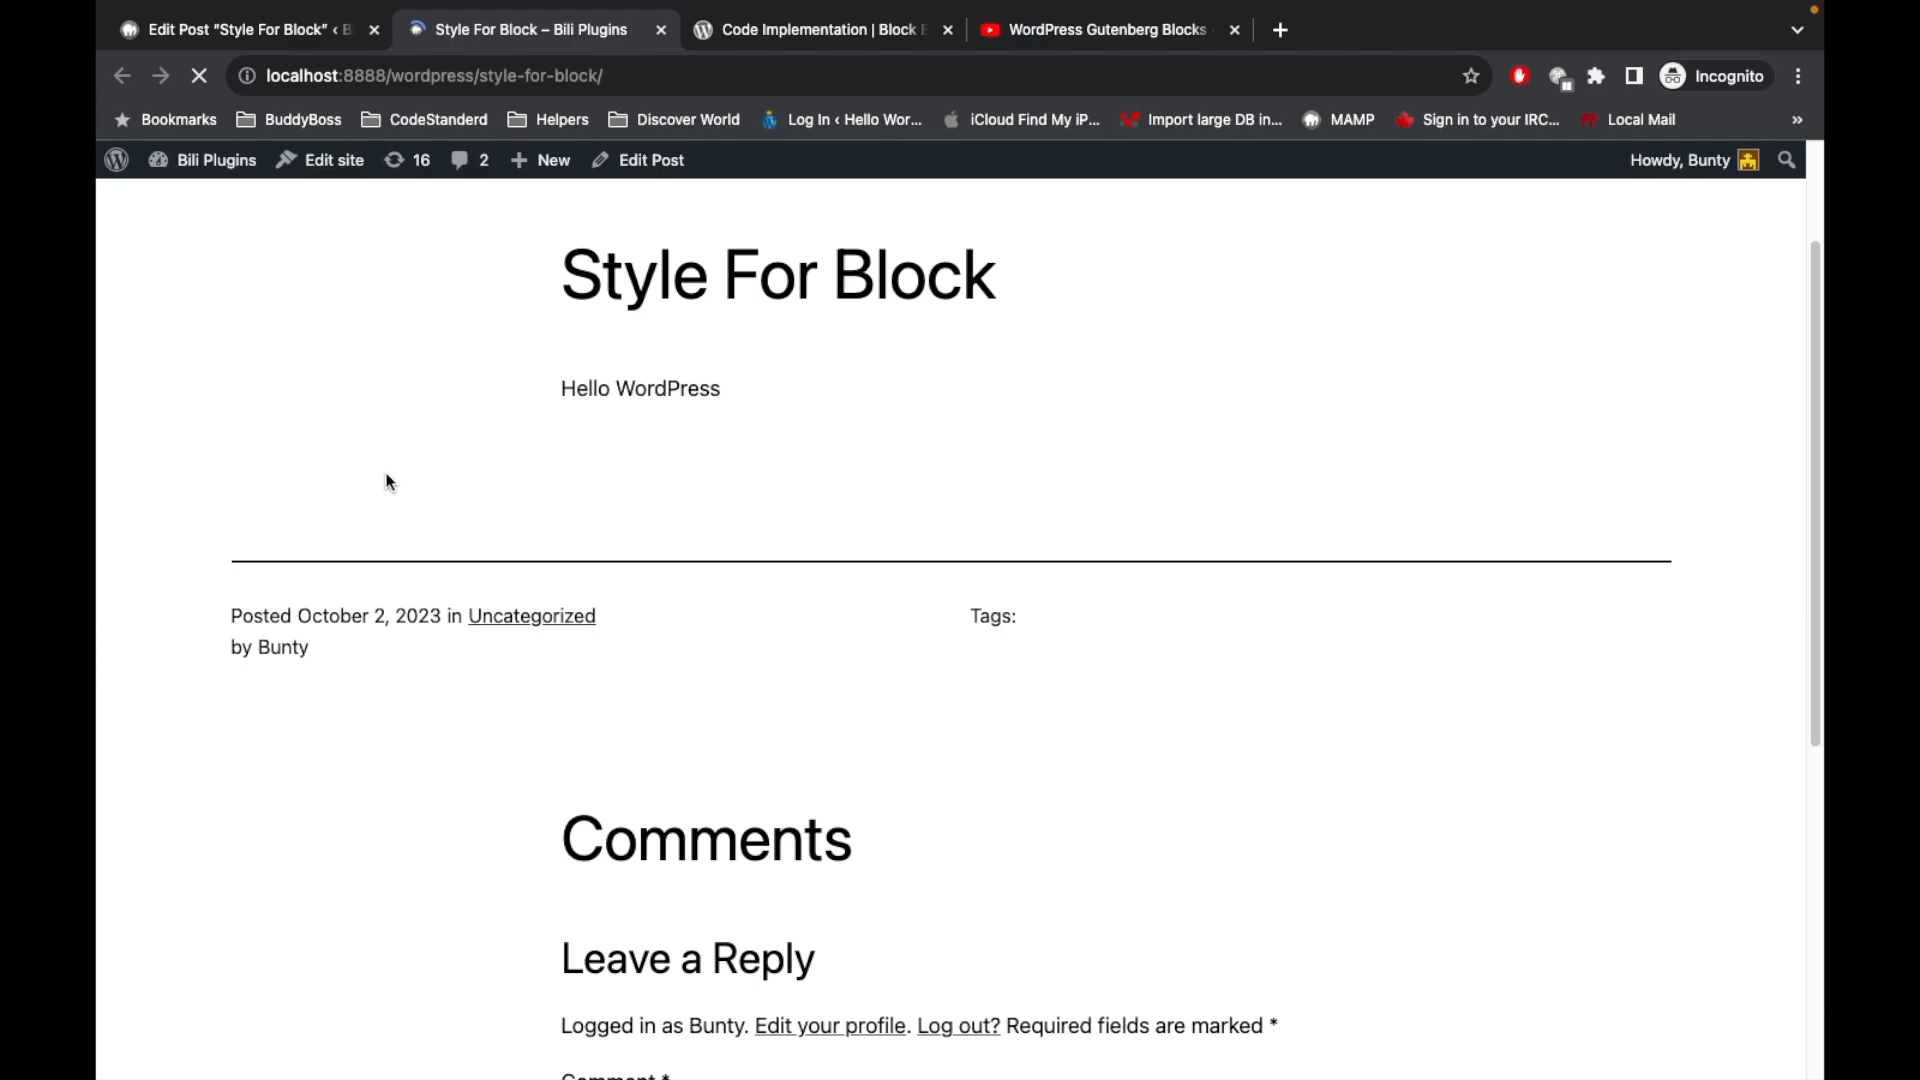 Edit Post “Style For Block” ‹ B
Style For Block – Bili Plugins
Code Implementation | Block E
WordPress Gutenberg Blocks
localhost:8888/wordpress/style-for-block/
Incognito
Bookmarks
BuddyBoss
CodeStanderd
Helpers
Discover World
Log In ‹ Hello Wor...
iCloud Find My iP...
Import large DB in...
MAMP
Sign in to your IRC...
Local Mail
»
Bili Plugins
Edit site
16
2
New
Edit Post
Howdy, Bunty
Style For Block
Hello WordPress
Posted October 2, 2023 in Uncategorized
by Bunty
Tags:
Comments
Leave a Reply
Logged in as Bunty. Edit your profile. Log out? Required fields are marked *
Comment *